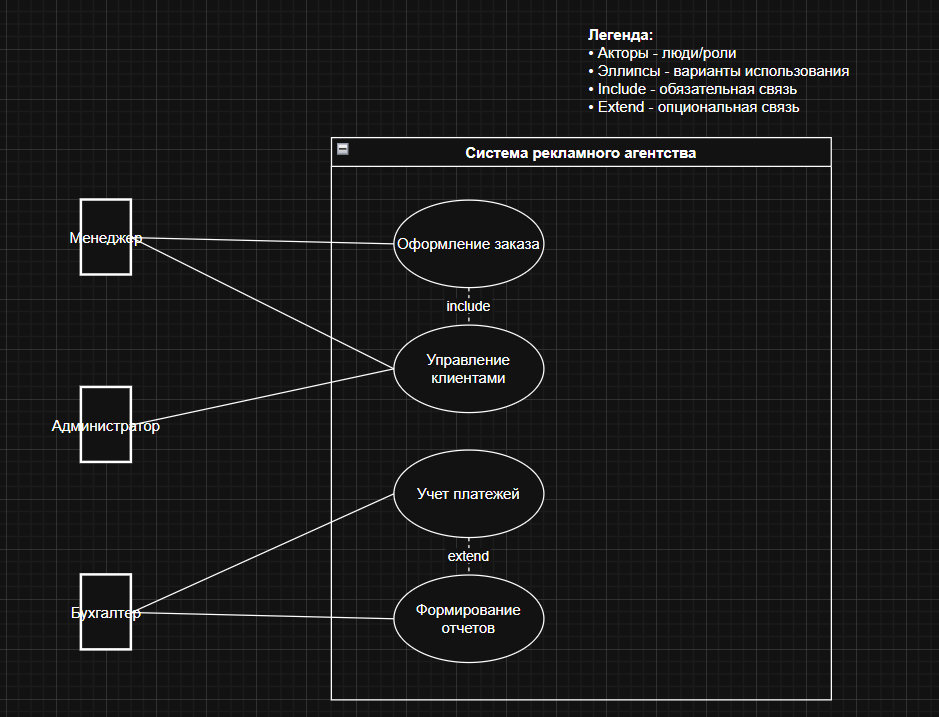 Легенда:
• Акторы - люди/роли
• Эллипсы - варианты использования
• Include - обязательная связь
• Extend - опциональная связь
Система рекламного агентства
Менеджер
Оформление заказа
include
Управление
клиентами
Администратор
Учет платежей
extend
Бухгалтер
Формирование
отчетов